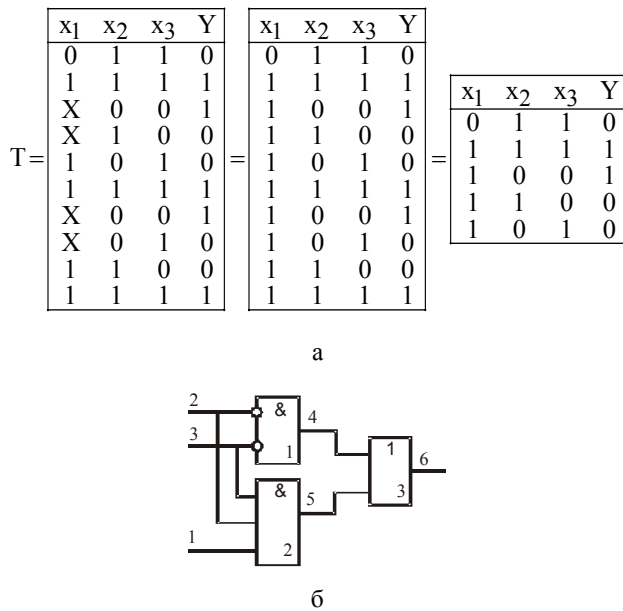 x1 x2 x3 Y x1 x2 x3 Y
0 1 1 0 0 1 1 0
1 1 1 1 1 1 1 1 x1 x2 x3 Y
X 0 0 1 1 0 0 1 0 1 1 0
X 1 0 0 1 1 0 0 1 1 1 1
T = 1 0 1 0 = 1 0 1 0 = 1 0 0 1
1 1 1 1 1 1 1 1 1 1 0 0
X 0 0 1 1 0 0 1 1 0 1 0
X 0 1 0 1 0 1 0
1 1 0 0 1 1 0 0
1 1 1 1 1 1 1 1
а
2 & 4
3 1 1 6
& 5 3
1 2
б